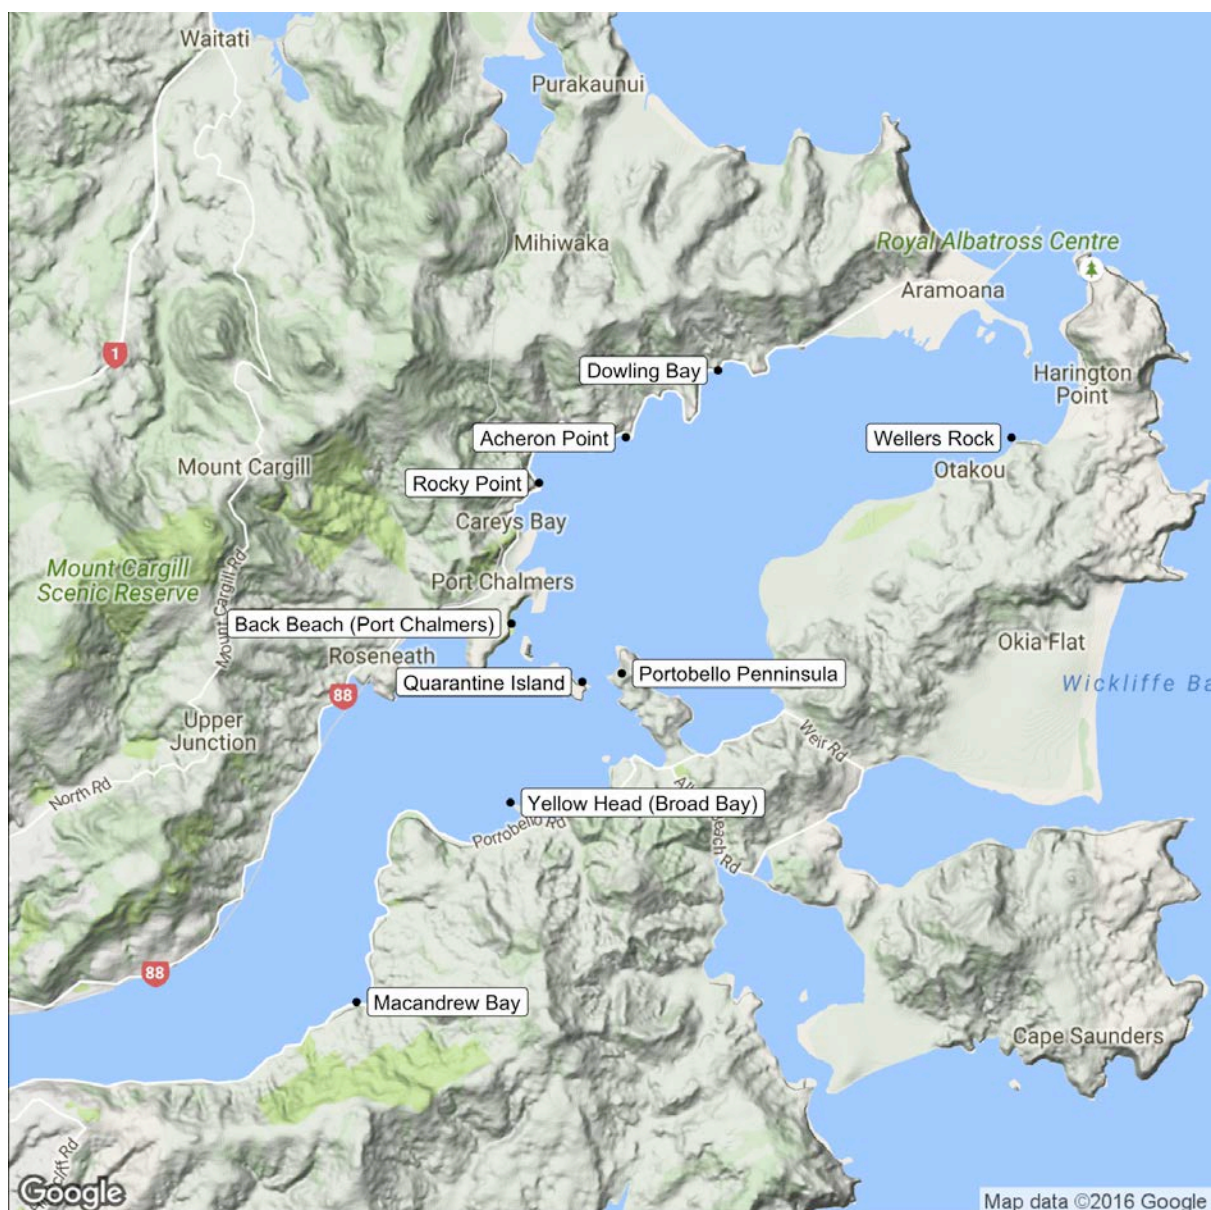 Waitati
Purakaunui
Mihiwaka
Royal Albatross Centre
Aramoana
1
Dowling Bay
Harington
Point
Acheron Point
Wellers Rock
Mount Cargill
Otakou
Rocky Point
Careys Bay
Mount Cargill
Scenic Reserve
Mount Cargill Rd
Port Chalmers
Back Beach (Port Chalmers)
Okia Flat
Roseneath
Quarantine Island
Portobello Penninsula
Wickliffe Ba
88
Upper
Junction
Weir Rd
North Rd
Yellow Head (Broad Bay)
Portobello Rd
88
Macandrew Bay
Cape Saunders
Google
Map data ©2016 Google